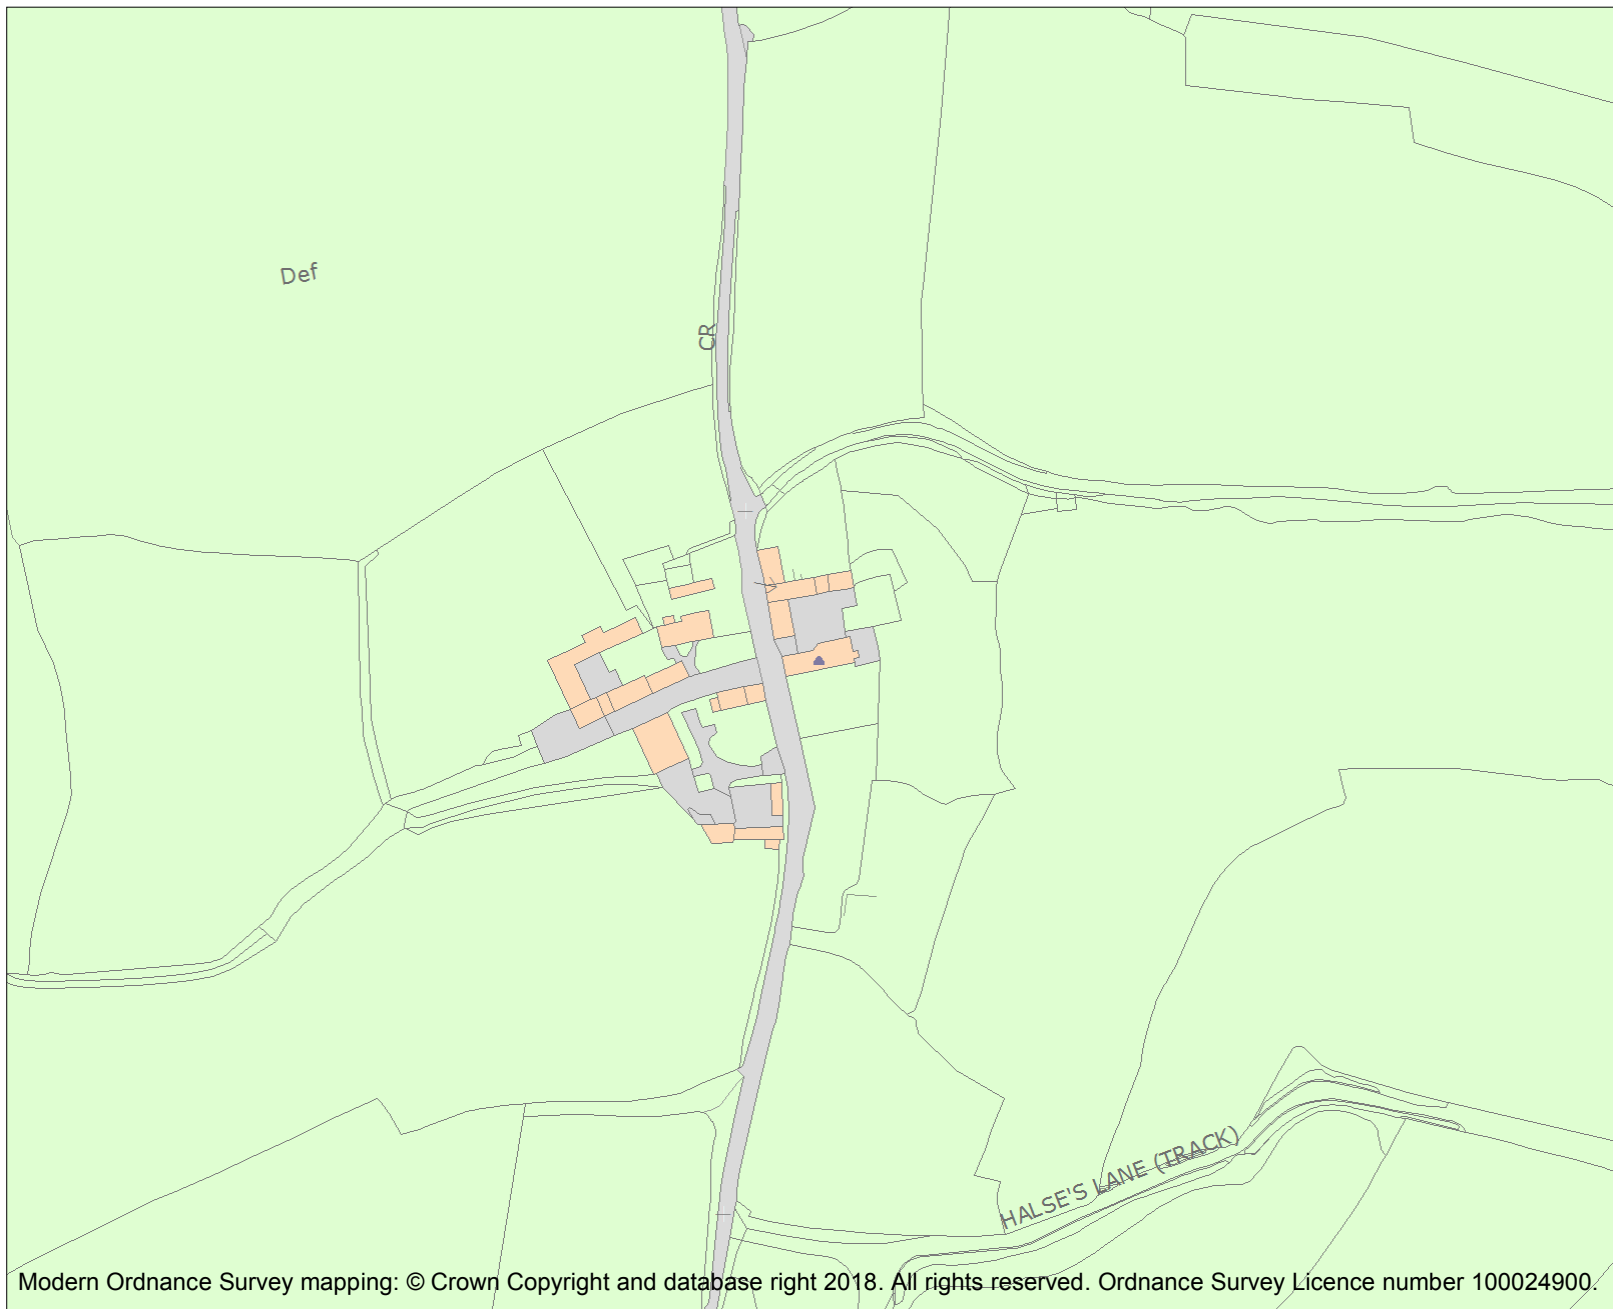 Def
CR
HALSE'S LANE (TRACK)
Modern Ordnance Survey mapping: © Crown Copyright and database right 2018. All rights reserved. Ordnance Survey Licence number 100024900.